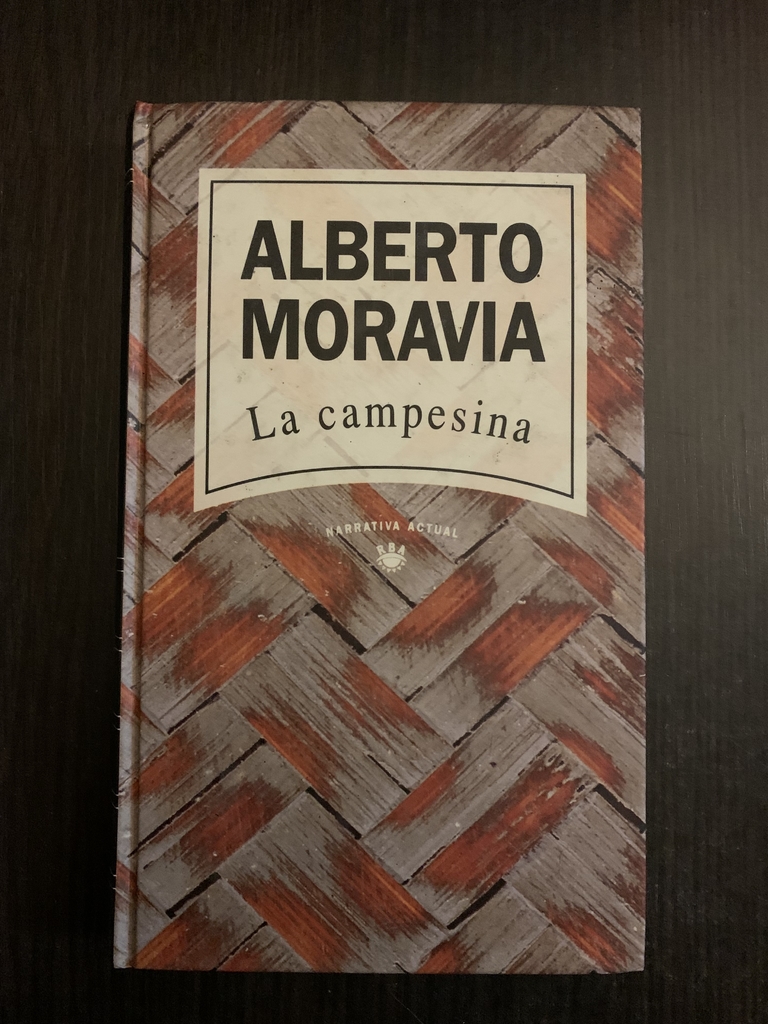 ALBERTO
MORAVIA
La campesina
NARRATIVA ACTUAL
RBA